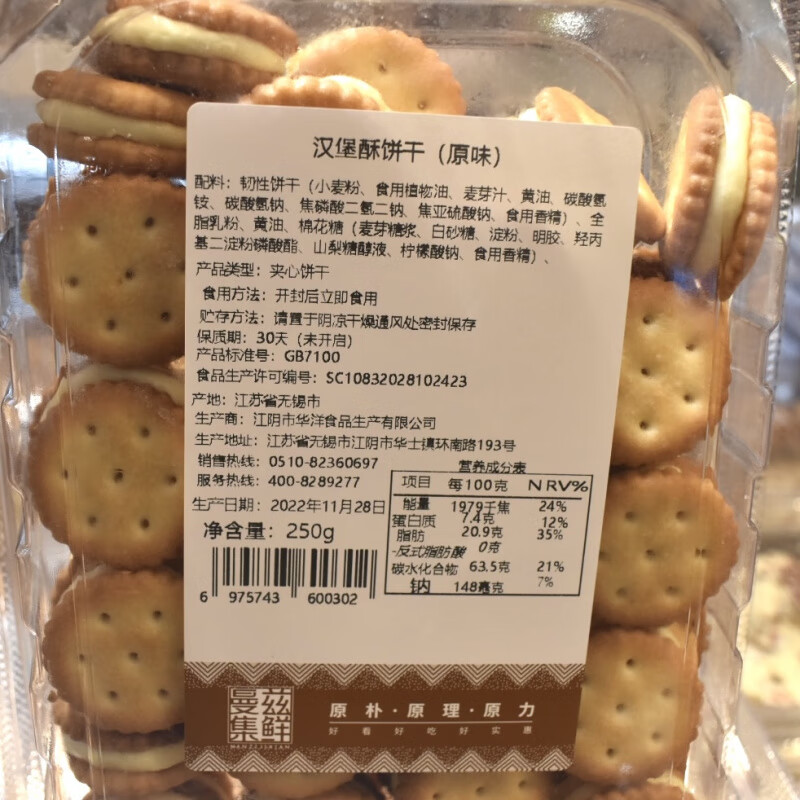 汉堡酥饼干（原味）
配料：韧性饼干（小麦粉、食用植物油、麦芽汁、黄油、碳酸氢
铵、碳酸氢钠、焦磷酸二氢二钠、焦亚硫酸钠、食用香精）、全
脂乳粉、黄油、棉花糖（麦芽糖浆、白砂糖、淀粉、明胶、羟丙
基二淀粉磷酸酯、山梨糖醇液、柠檬酸钠、食用香精）、
产品类型：夹心饼干
食用方法：开封后立即食用
贮存方法：请置于阴凉干燥通风处密封保存
保质期：30天（未开启）
产品标准号：GB7100
食品生产许可编号：SC10832028102423
产地：江苏省无锡市
生产商：江阴市华洋食品生产有限公司
生产地址：江苏省无锡市江阴市华士镇环南路193号
销售热线：0510-82360697
服务热线：400-8289277
生产日期：2022年11月28日
净含量：250g
6 975743 600302
营养成分表
项目 每100克 NRV%
能量 1979千焦 24%
蛋白质 7.4克 12%
脂肪 20.9克 35%
-反式脂肪酸 0克
碳水化合物 63.5克 21%
钠 148毫克 7%
曼集兹鲜
MANZIJIXIAN
原朴·原理·原力
好看好吃好实惠